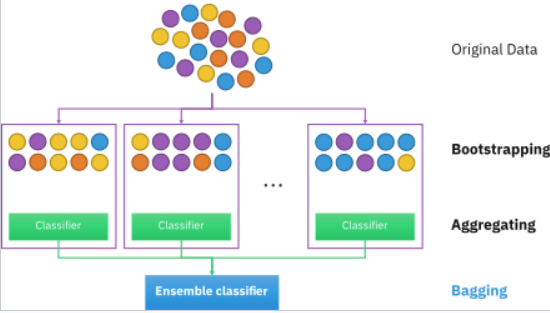 Original Data
Bootstrapping
...
Classifier
Classifier
Classifier
Aggregating
Ensemble classifier
Bagging